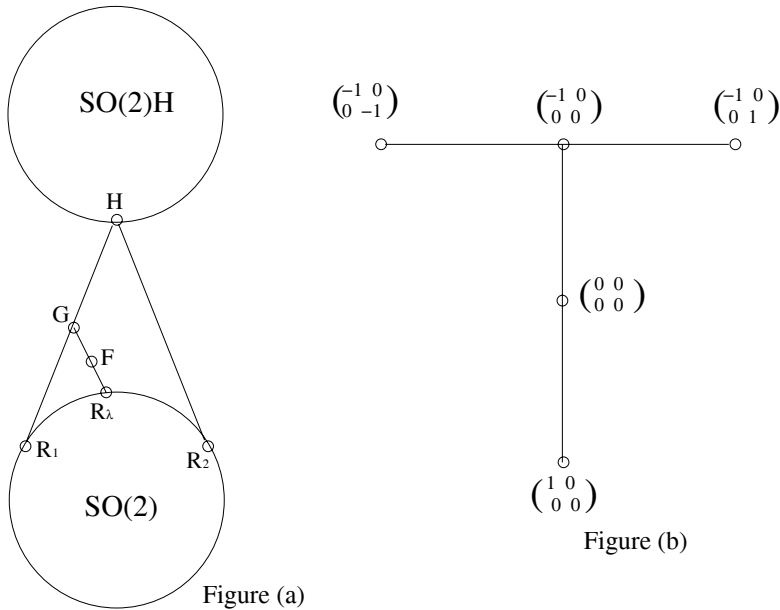 SO(2)H
H
G
F
Rλ
R1
R2
SO(2)
Figure (a)
(-1 0
0 -1)
(-1 0
0 0)
(-1 0
0 1)
(0 0
0 0)
(1 0
0 0)
Figure (b)